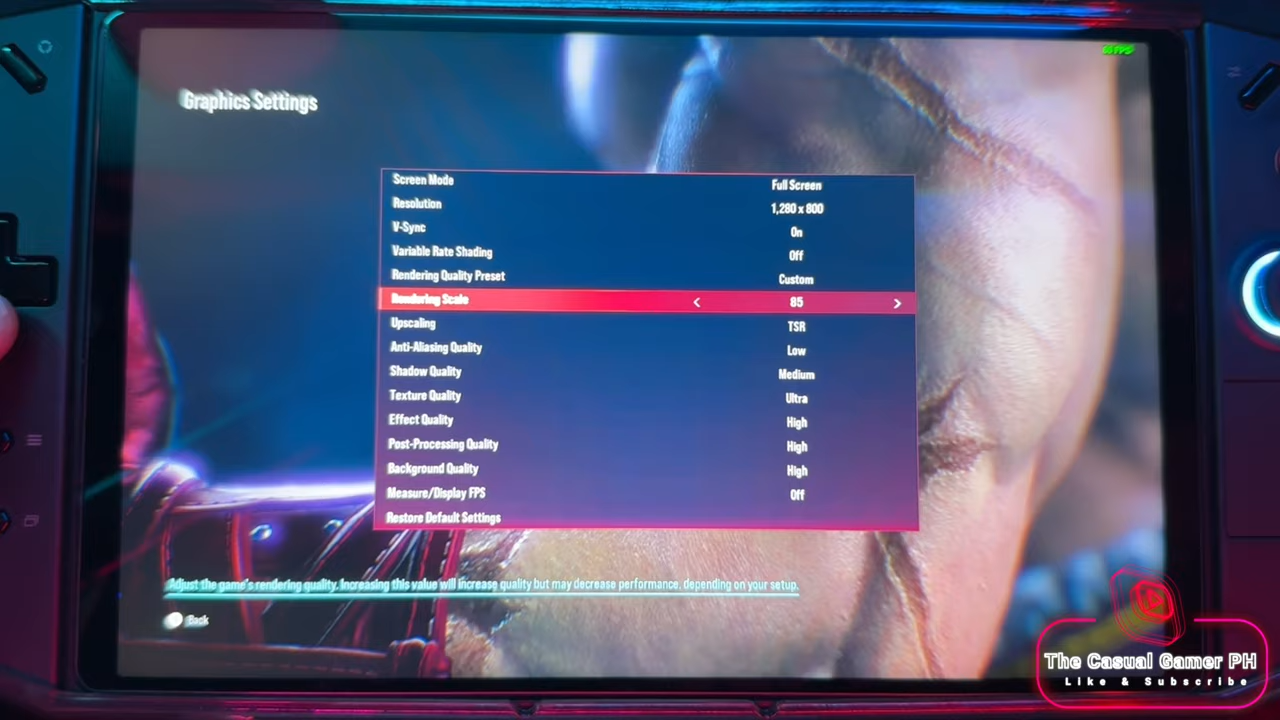 Graphics Settings
Screen Mode Full Screen
Resolution 1,280 x 800
V-Sync On
Variable Rate Shading Off
Rendering Quality Preset Custom
Rendering Scale < 85 >
Upscaling TSR
Anti-Aliasing Quality Low
Shadow Quality Medium
Texture Quality Ultra
Effect Quality High
Post-Processing Quality High
Background Quality High
Measure/Display FPS Off
Restore Default Settings
Adjust the game's rendering quality. Increasing this value will increase quality but may decrease performance, depending on your setup.
Back
The Casual Gamer PH
Like & Subscribe